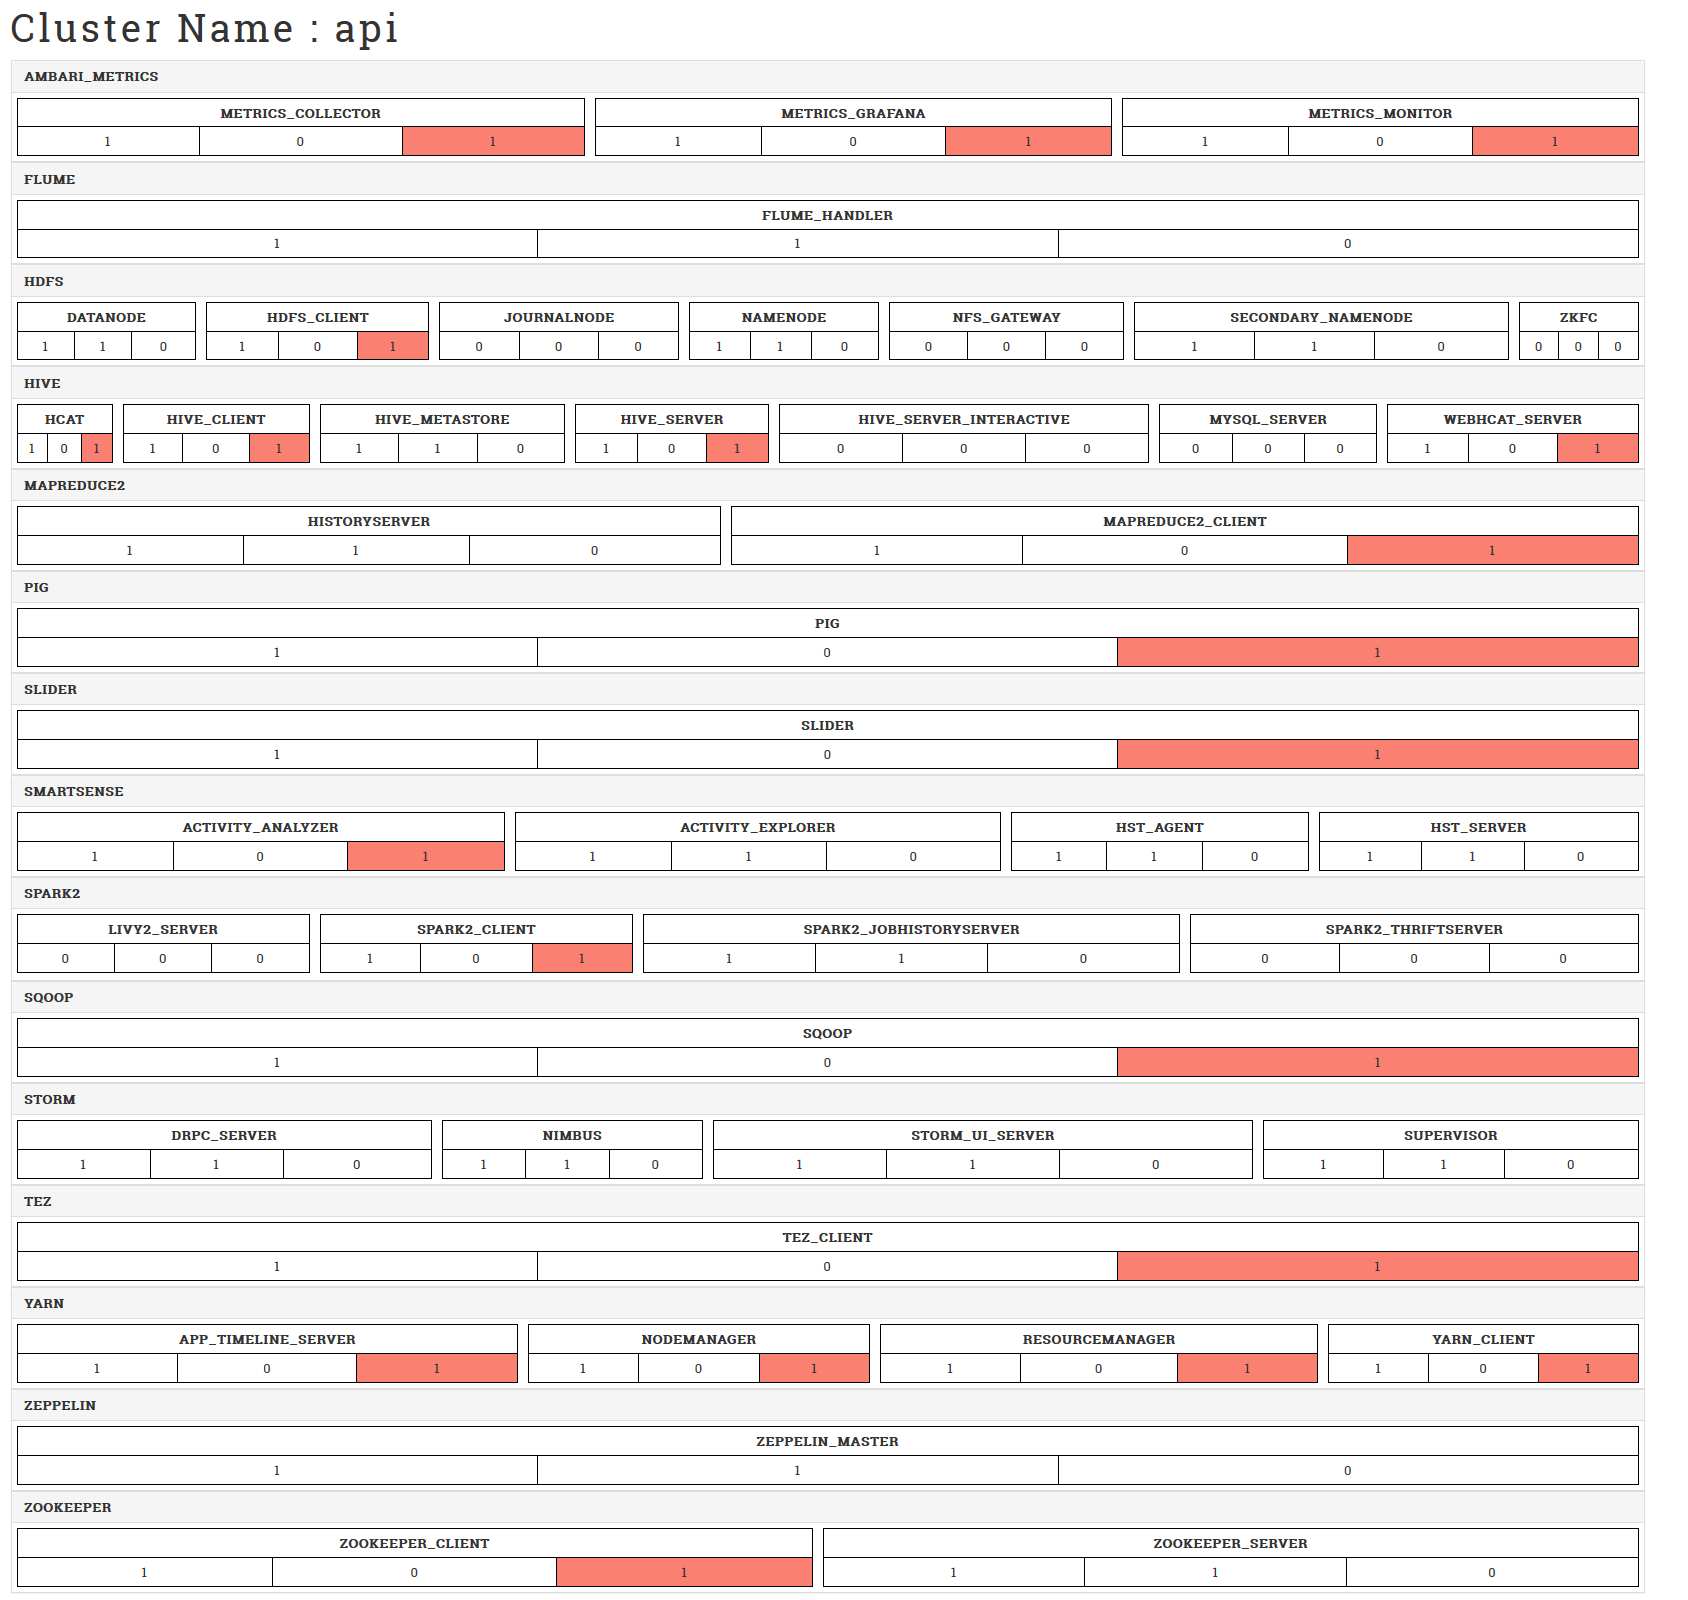 Cluster Name : api
AMBARI_METRICS
METRICS_COLLECTOR METRICS_GRAFANA METRICS_MONITOR
1 0 1 1 0 1 1 0 1
FLUME
FLUME_HANDLER
1 1 0
HDFS
DATANODE HDFS_CLIENT JOURNALNODE NAMENODE NFS_GATEWAY SECONDARY_NAMENODE ZKFC
1 1 0 1 0 1 0 0 0 1 1 0 0 0 0 1 1 0 0 0 0
HIVE
HCAT HIVE_CLIENT HIVE_METASTORE HIVE_SERVER HIVE_SERVER_INTERACTIVE MYSQL_SERVER WEBHCAT_SERVER
1 0 1 1 0 1 1 1 0 1 0 1 0 0 0 0 0 0 1 0 1
MAPREDUCE2
HISTORYSERVER MAPREDUCE2_CLIENT
1 1 0 1 0 1
PIG
PIG
1 0 1
SLIDER
SLIDER
1 0 1
SMARTSENSE
ACTIVITY_ANALYZER ACTIVITY_EXPLORER HST_AGENT HST_SERVER
1 0 1 1 1 0 1 1 0 1 1 0
SPARK2
LIVY2_SERVER SPARK2_CLIENT SPARK2_JOBHISTORYSERVER SPARK2_THRIFTSERVER
0 0 0 1 0 1 1 1 0 0 0 0
SQOOP
SQOOP
1 0 1
STORM
DRPC_SERVER NIMBUS STORM_UI_SERVER SUPERVISOR
1 1 0 1 1 0 1 1 0 1 1 0
TEZ
TEZ_CLIENT
1 0 1
YARN
APP_TIMELINE_SERVER NODEMANAGER RESOURCEMANAGER YARN_CLIENT
1 0 1 1 0 1 1 0 1 1 0 1
ZEPPELIN
ZEPPELIN_MASTER
1 1 0
ZOOKEEPER
ZOOKEEPER_CLIENT ZOOKEEPER_SERVER
1 0 1 1 1 0